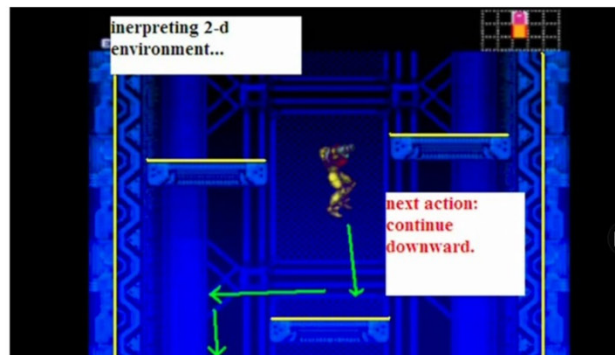 inerpreting 2-d
environment...
next action:
continue
downward.